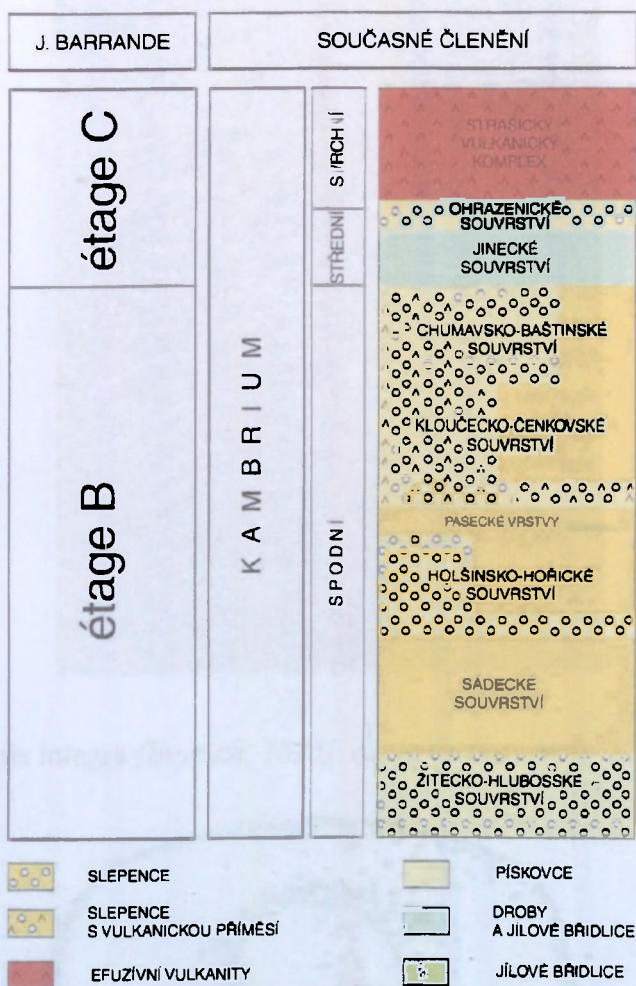 J. BARRANDE
SOUČASNÉ ČLENĚNÍ
étage C
étage B
KAMBRIUM
SVRCHNÍ
STŘEDNÍ
SPODNÍ
STRAŠICKÝ
VULKANICKÝ
KOMPLEX
OHRAZENICKÉ
SOUVRSTVÍ
JINECKÉ
SOUVRSTVÍ
CHUMAVSKO-BAŠTINSKÉ
SOUVRSTVÍ
KLOUČECKO-ČENKOVSKÉ
SOUVRSTVÍ
PASECKÉ VRSTVY
HOLŠINSKO-HOŘICKÉ
SOUVRSTVÍ
SÁDECKÉ
SOUVRSTVÍ
ŽITECKO-HLUBOŠSKÉ
SOUVRSTVÍ
SLEPENCE
SLEPENCE
S VULKANICKOU PŘÍMĚSÍ
EFUZÍVNÍ VULKANITY
PÍSKOVCE
DROBY
A JÍLOVÉ BŘIDLICE
JÍLOVÉ BŘIDLICE